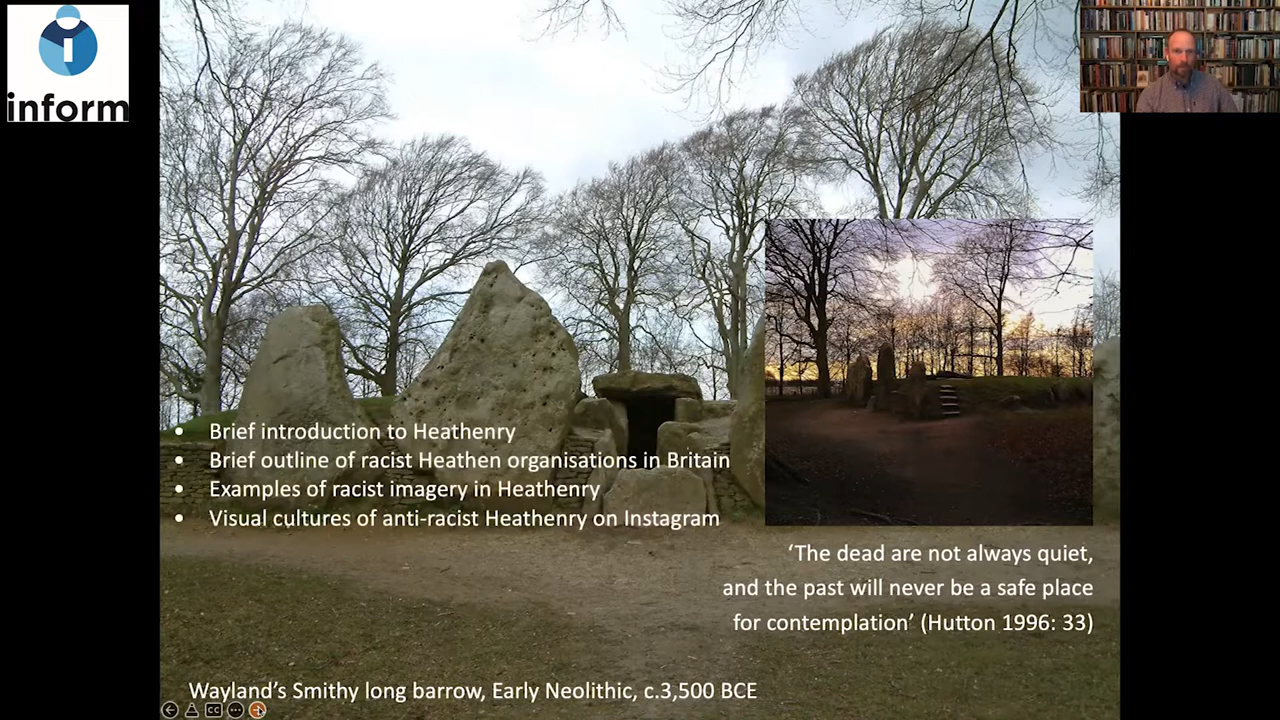 inform
• Brief introduction to Heathenry
• Brief outline of racist Heathen organisations in Britain
• Examples of racist imagery in Heathenry
• Visual cultures of anti-racist Heathenry on Instagram
‘The dead are not always quiet,
and the past will never be a safe place
for contemplation’ (Hutton 1996: 33)
Wayland’s Smithy long barrow, Early Neolithic, c.3,500 BCE
CC